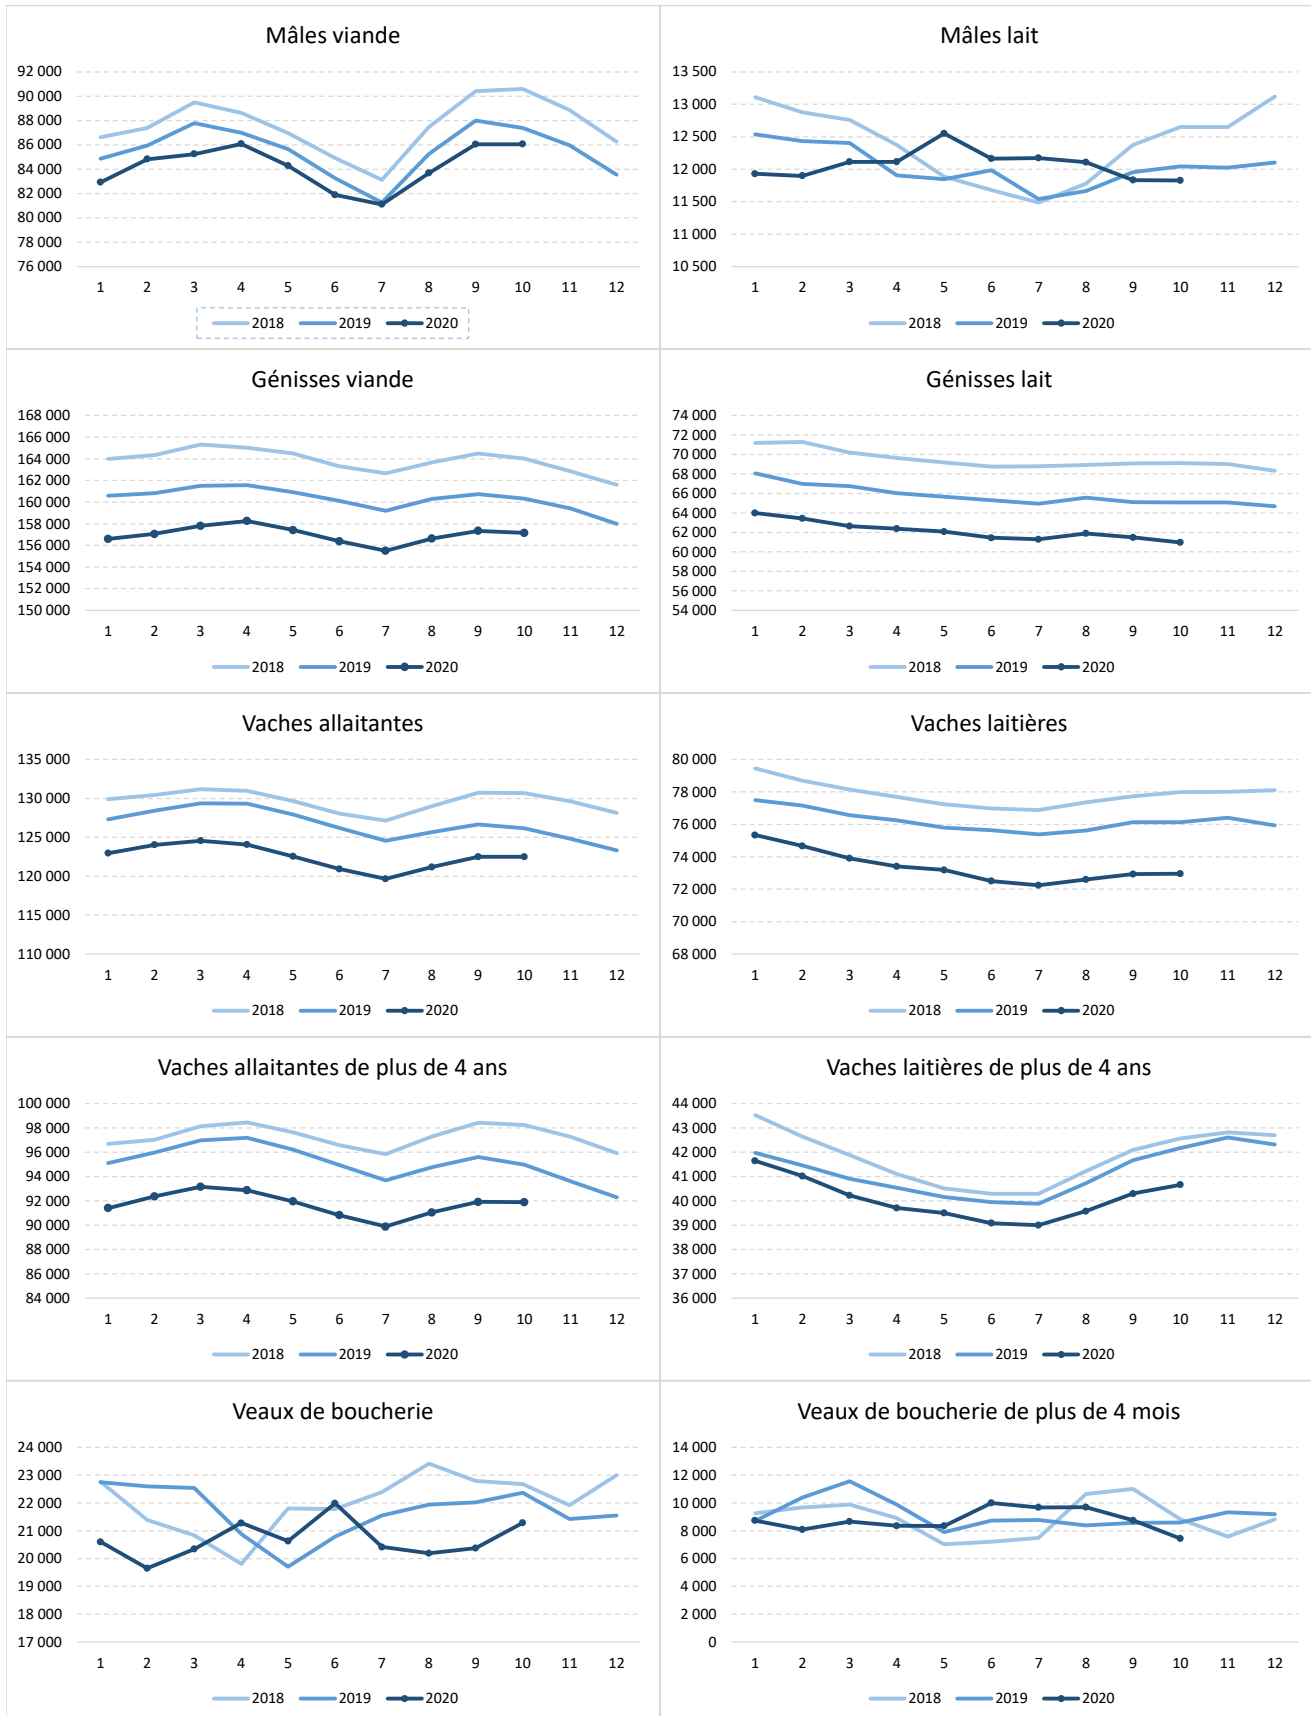 Mâles viande
92 000
90 000
88 000
86 000
84 000
82 000
80 000
78 000
76 000
1 2 3 4 5 6 7 8 9 10 11 12
2018 2019 2020
Mâles lait
13 500
13 000
12 500
12 000
11 500
11 000
10 500
1 2 3 4 5 6 7 8 9 10 11 12
2018 2019 2020
Génisses viande
168 000
166 000
164 000
162 000
160 000
158 000
156 000
154 000
152 000
150 000
1 2 3 4 5 6 7 8 9 10 11 12
2018 2019 2020
Génisses lait
74 000
72 000
70 000
68 000
66 000
64 000
62 000
60 000
58 000
56 000
54 000
1 2 3 4 5 6 7 8 9 10 11 12
2018 2019 2020
Vaches allaitantes
135 000
130 000
125 000
120 000
115 000
110 000
1 2 3 4 5 6 7 8 9 10 11 12
2018 2019 2020
Vaches laitières
80 000
78 000
76 000
74 000
72 000
70 000
68 000
1 2 3 4 5 6 7 8 9 10 11 12
2018 2019 2020
Vaches allaitantes de plus de 4 ans
100 000
98 000
96 000
94 000
92 000
90 000
88 000
86 000
84 000
1 2 3 4 5 6 7 8 9 10 11 12
2018 2019 2020
Vaches laitières de plus de 4 ans
44 000
43 000
42 000
41 000
40 000
39 000
38 000
37 000
36 000
1 2 3 4 5 6 7 8 9 10 11 12
2018 2019 2020
Veaux de boucherie
24 000
23 000
22 000
21 000
20 000
19 000
18 000
17 000
1 2 3 4 5 6 7 8 9 10 11 12
2018 2019 2020
Veaux de boucherie de plus de 4 mois
14 000
12 000
10 000
8 000
6 000
4 000
2 000
0
1 2 3 4 5 6 7 8 9 10 11 12
2018 2019 2020